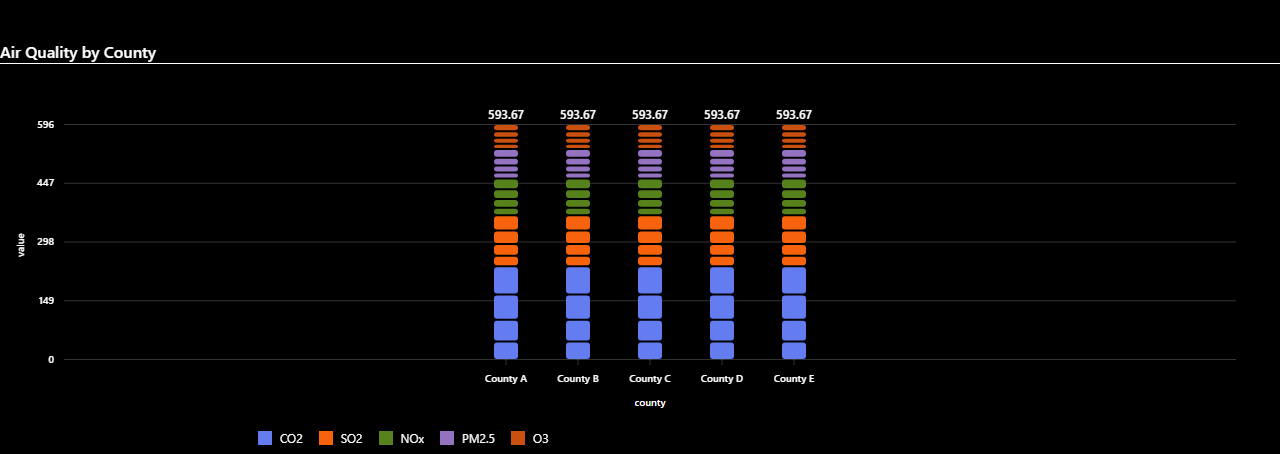 Air Quality by County
593.67 593.67 593.67 593.67 593.67
596
447
298
149
0
value
County A County B County C County D County E
county
CO2 SO2 NOx PM2.5 O3